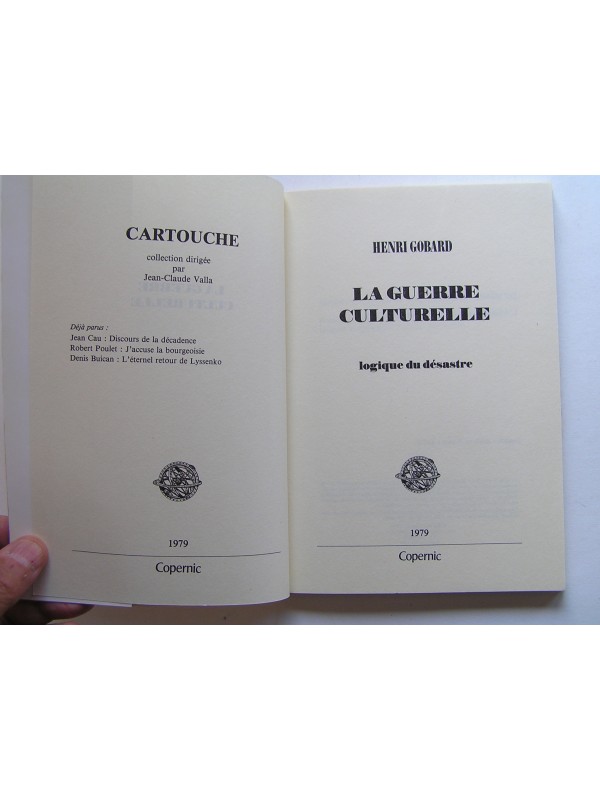 CARTOUCHE
collection dirigée
par
Jean-Claude Valla
Déjà parus :
Jean Cau : Discours de la décadence
Robert Poulet : J'accuse la bourgeoisie
Denis Buican : L'éternel retour de Lyssenko
1979
Copernic
HENRI GOBARD
LA GUERRE
CULTURELLE
logique du désastre
1979
Copernic